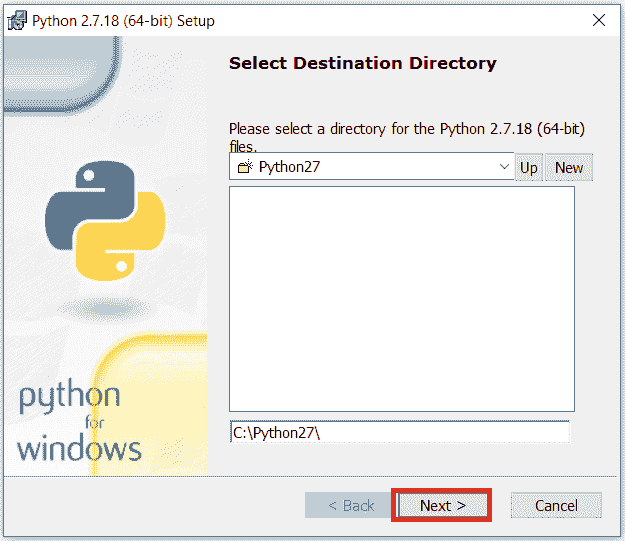 Python 2.7.18 (64-bit) Setup
Select Destination Directory
Please select a directory for the Python 2.7.18 (64-bit)
files.
Python27
Up
New
python
for
windows
C:\Python27\
< Back
Next >
Cancel